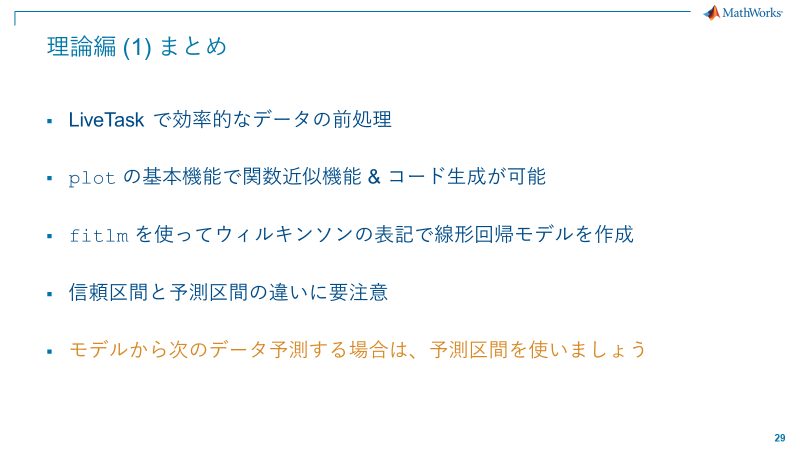 MathWorks®
理論編 (1) まとめ
▪ LiveTask で効率的なデータの前処理
▪ plot の基本機能で関数近似機能 & コード生成が可能
▪ fitlm を使ってウィルキンソンの表記で線形回帰モデルを作成
▪ 信頼区間と予測区間の違いに要注意
▪ モデルから次のデータ予測する場合は、予測区間を使いましょう
29